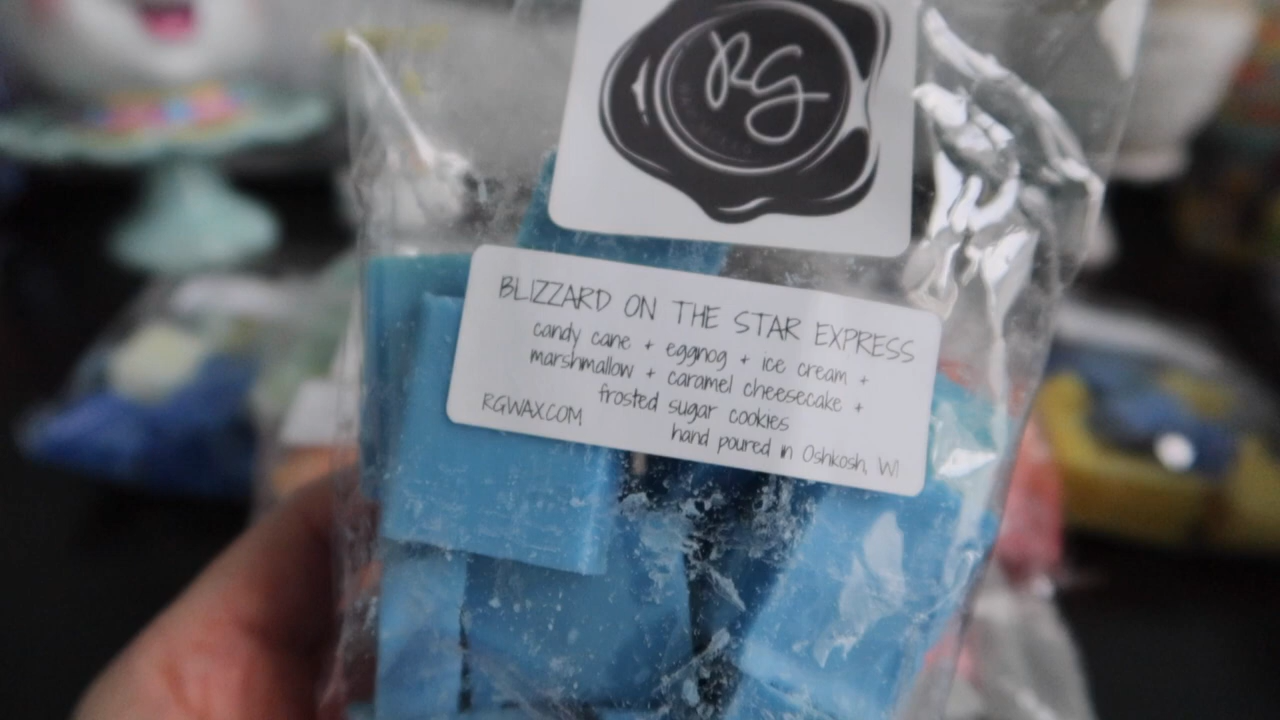 RG
BLIZZARD ON THE STAR EXPRESS
candy cane + eggnog + ice cream +
marshmallow + caramel cheesecake +
frosted sugar cookies
RGWAX.COM
hand poured in Oshkosh, WI